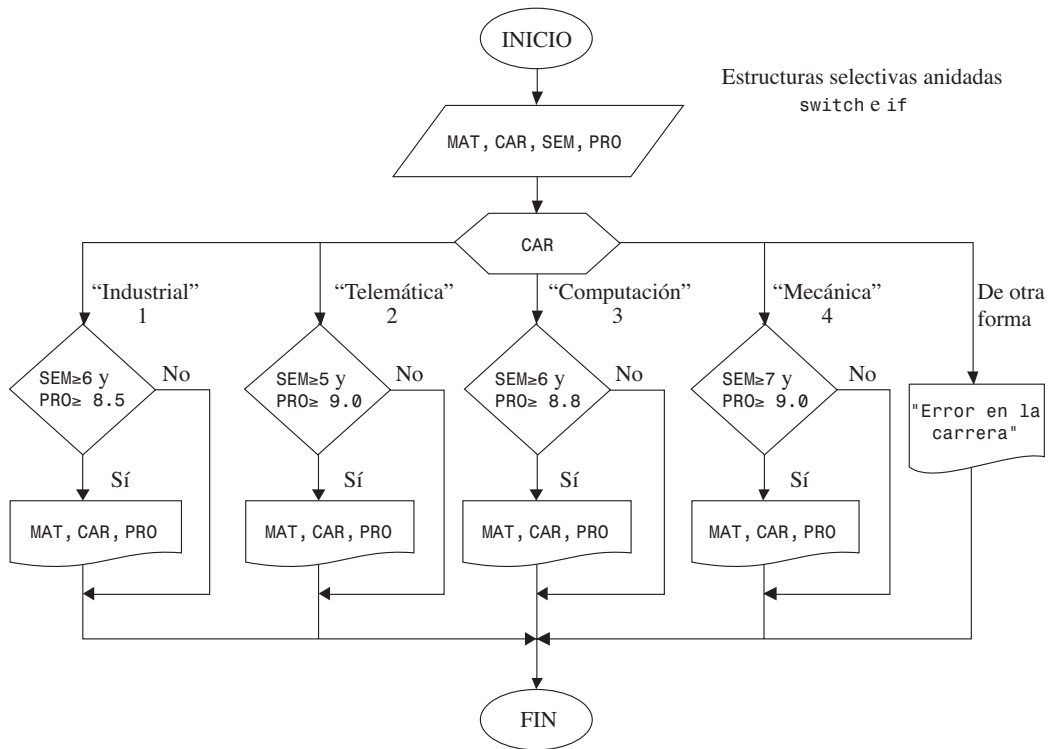 INICIO
Estructuras selectivas anidadas
switch e if
MAT, CAR, SEM, PRO
CAR
“Industrial”
1
“Telemática”
2
“Computación”
3
“Mecánica”
4
De otra
forma
SEM≥6 y
PRO≥ 8.5
No
SEM≥5 y
PRO≥ 9.0
No
SEM≥6 y
PRO≥ 8.8
No
SEM≥7 y
PRO≥ 9.0
No
"Error en la
carrera"
Sí
Sí
Sí
Sí
MAT, CAR, PRO
MAT, CAR, PRO
MAT, CAR, PRO
MAT, CAR, PRO
FIN